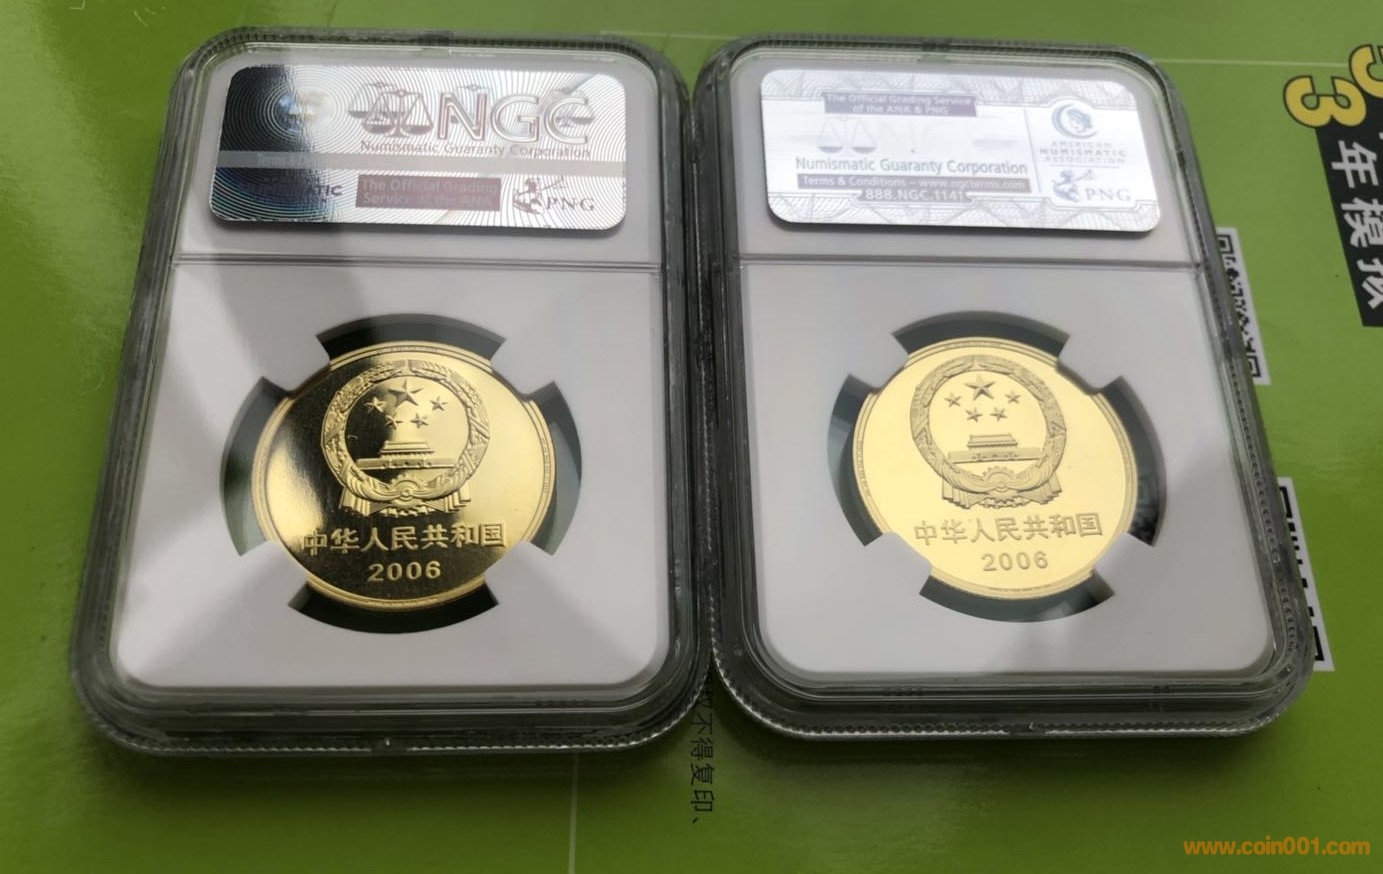 NGC
Numismatic Guaranty Corporation
Terms &
The Official Grading
Service of the ANA
PNG
中华人民共和国
2006
The Official Grading Service
of the ANA & PNG
NGC
Numismatic Guaranty Corporation
Terms & Conditions – www.ngcterms.com
888.NGC.1141
AMERICAN
NUMISMATIC
ASSOCIATION
PNG
中华人民共和国
2006
53
年模拟
不得复印、
www.coin001.com